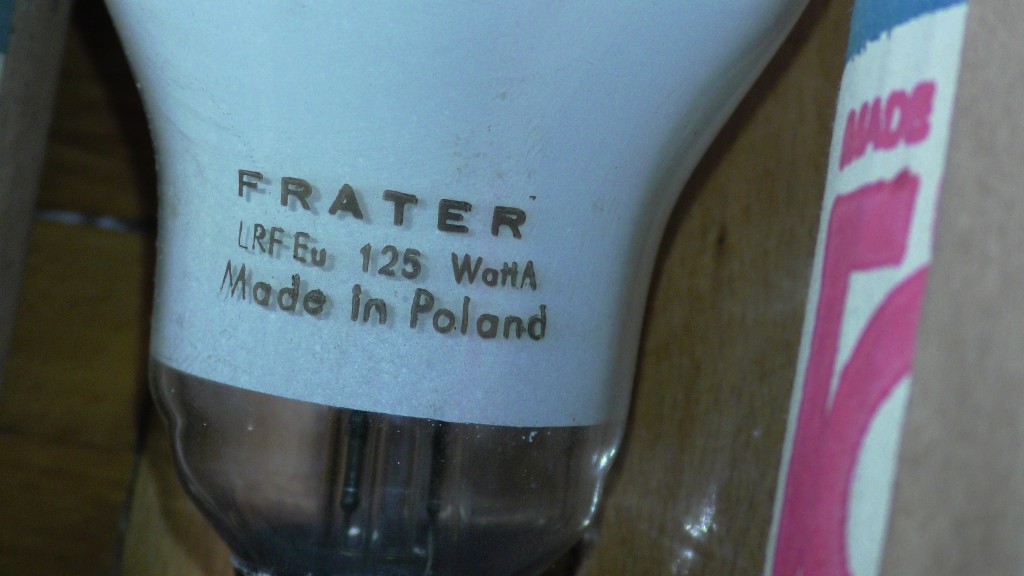 FRATER
LRF Eu 125 WattA
Made in Poland
MADE